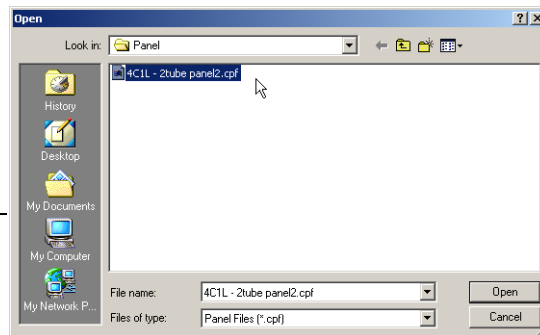 Open
Look in: Panel
4C1L - 2tube panel2.cpf
History
Desktop
My Documents
My Computer
My Network P...
File name: 4C1L - 2tube panel2.cpf Open
Files of type: Panel Files (*.cpf) Cancel